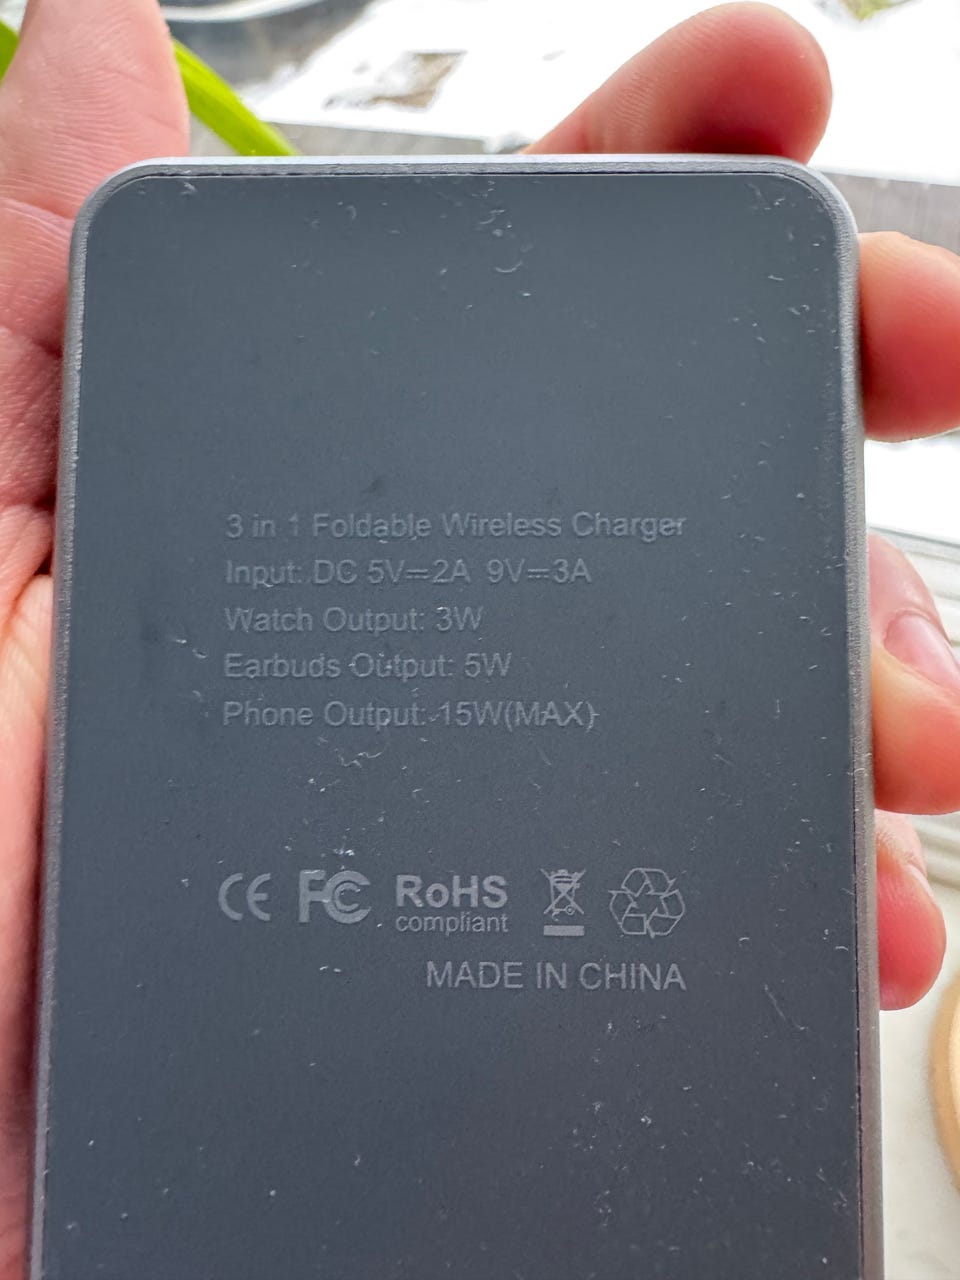 3 in 1 Foldable Wireless Charger
Input: DC 5V⎓2A 9V⎓3A
Watch Output: 3W
Earbuds Output: 5W
Phone Output: 15W(MAX)
CE FC RoHS
compliant
MADE IN CHINA